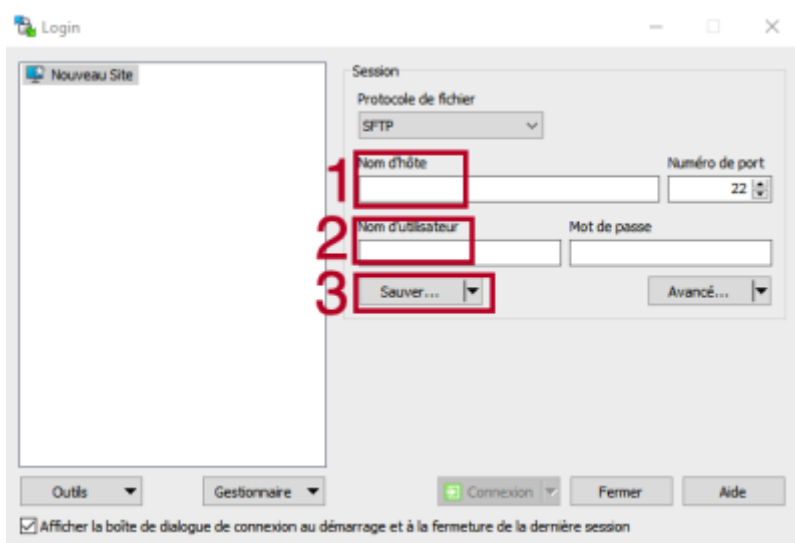 Login
Nouveau Site
Session
Protocole de fichier
SFTP
1
Nom d'hôte
Numéro de port
22
2
Nom d'utilisateur
Mot de passe
3
Sauver...
Avancé...
Outils
Gestionnaire
Connexion
Fermer
Aide
Afficher la boîte de dialogue de connexion au démarrage et à la fermeture de la dernière session